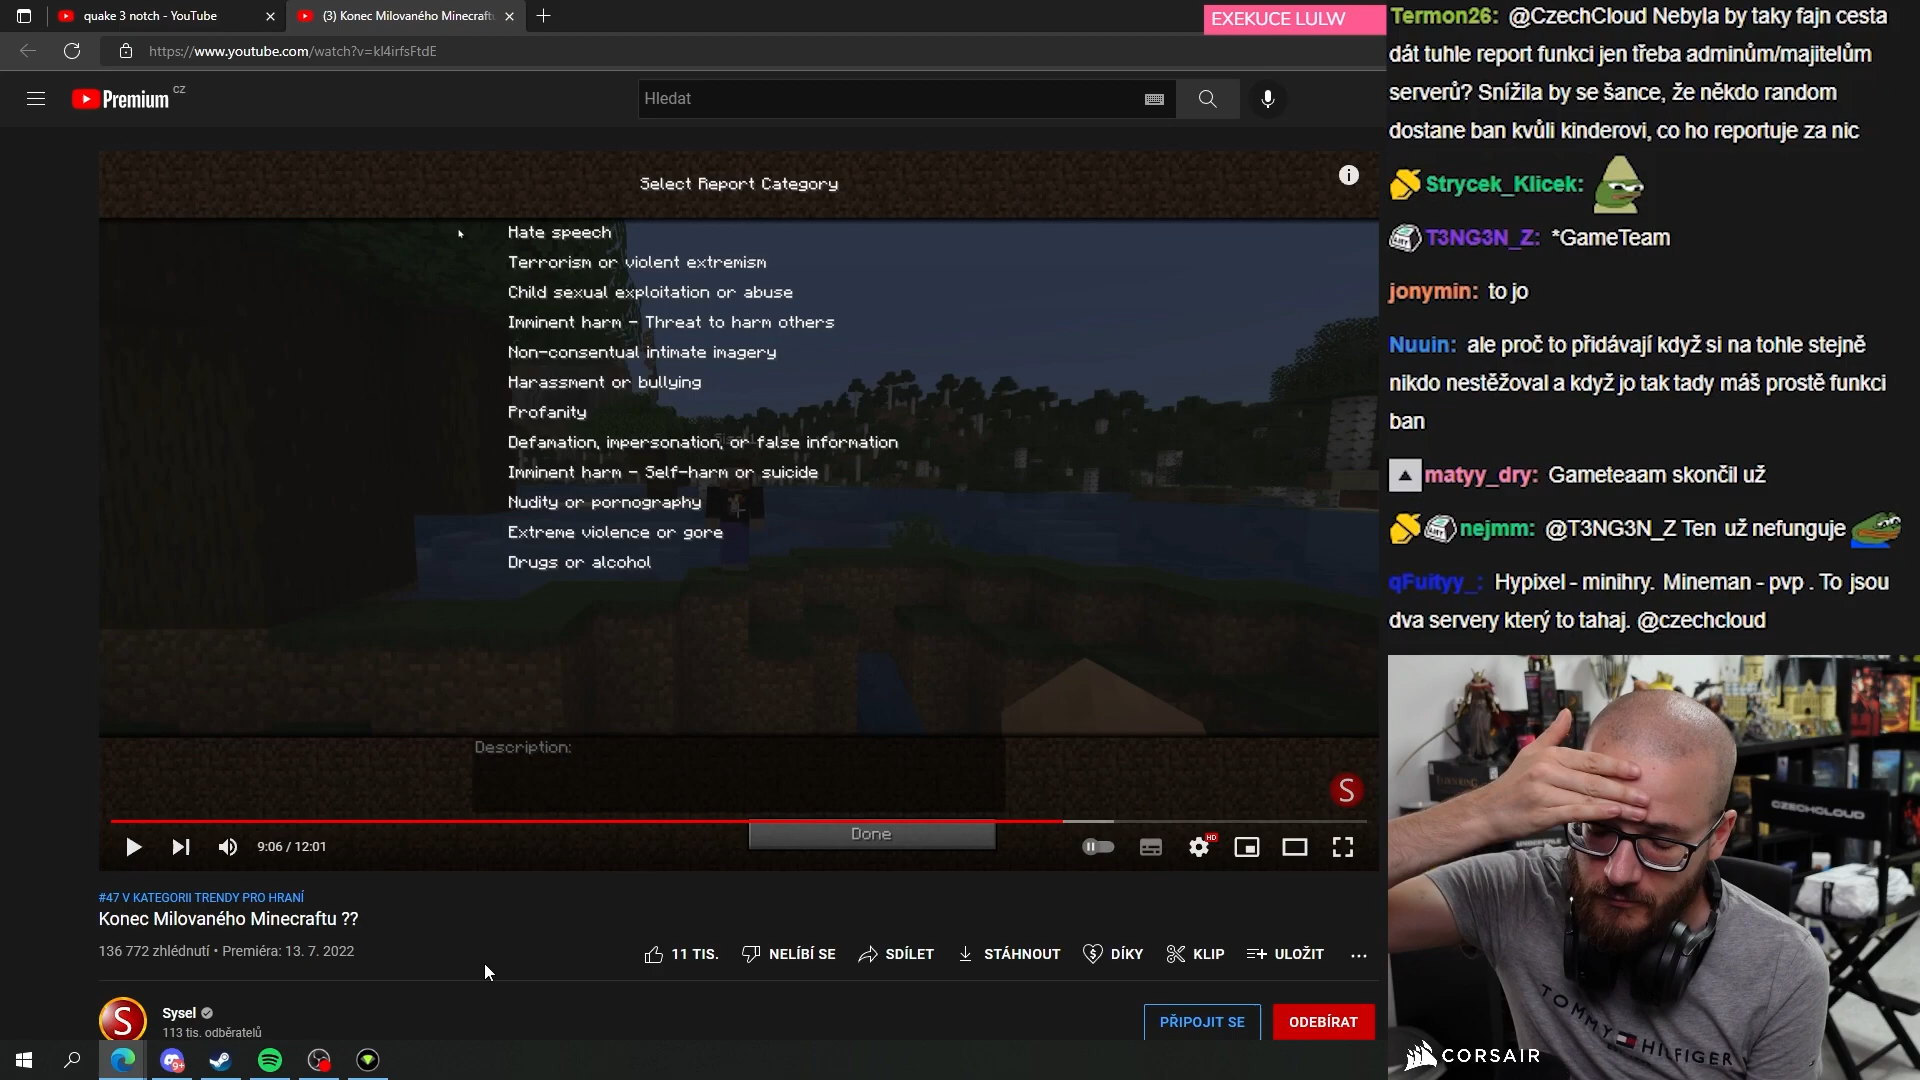 quake 3 notch - YouTube
(3) Konec Milovaného Minecraftu
https://www.youtube.com/watch?v=kl4irfsFtdE
EXEKUCE LULW
Premium CZ
Hledat
Select Report Category
Hate speech
Terrorism or violent extremism
Child sexual exploitation or abuse
Imminent harm - Threat to harm others
Non-consentual intimate imagery
Harassment or bullying
Profanity
Defamation, impersonation, or false information
Imminent harm - Self-harm or suicide
Nudity or pornography
Extreme violence or gore
Drugs or alcohol
Description:
S
Done
9:06 / 12:01
HD
#47 V KATEGORII TRENDY PRO HRANÍ
Konec Milovaného Minecraftu ??
136 772 zhlédnutí • Premiéra: 13. 7. 2022
11 TIS.
NELÍBÍ SE
SDÍLET
STÁHNOUT
DÍKY
KLIP
ULOŽIT
S
Sysel
113 tis. odběratelů
PŘIPOJIT SE
ODEBÍRAT
9+
Termon26: @CzechCloud Nebyla by taky fajn cesta
dát tuhle report funkci jen třeba adminům/majitelům
serverů? Snížila by se šance, že někdo random
dostane ban kvůli kinderovi, co ho reportuje za nic
Strycek_Klicek:
T3NG3N_Z: *GameTeam
jonymin: to jo
Nuuin: ale proč to přidávají když si na tohle stejně
nikdo nestěžoval a když jo tak tady máš prostě funkci
ban
matyy_dry: Gameteaam skončil už
nejmm: @T3NG3N_Z Ten už nefunguje
qFuityy_: Hypixel - minihry. Mineman - pvp . To jsou
dva servery který to tahaj. @czechcloud
CZECHCLOUD
TOMMY HILFIGER
CORSAIR